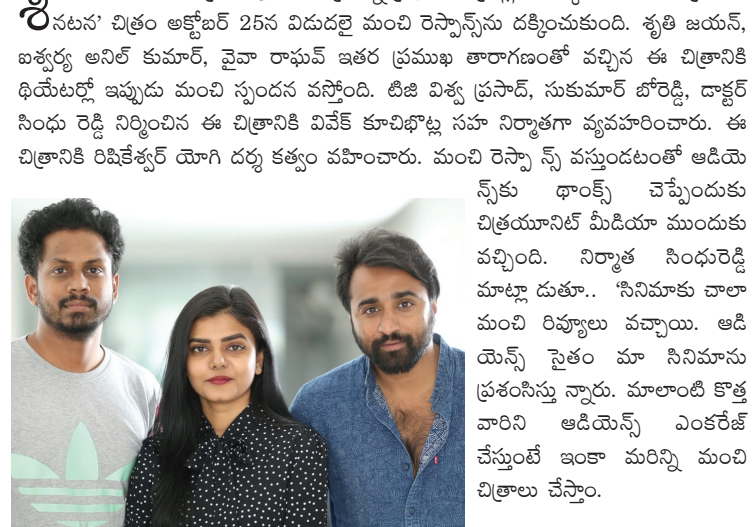 శ్రీ
నటన’ చిత్రం అక్టోబర్ 25న విడుదలై మంచి రెస్పాన్స్‌ను దక్కించుకుంది. శృతి జయన్,
ఐశ్వర్య అనిల్ కుమార్, వైవా రాఘవ్ ఇతర ప్రముఖ తారాగణంతో వచ్చిన ఈ చిత్రానికి
థియేటర్లో ఇప్పుడు మంచి స్పందన వస్తోంది. టిజి విశ్వ ప్రసాద్, సుకుమార్ బోరెడ్డి, డాక్టర్
సింధు రెడ్డి నిర్మించిన ఈ చిత్రానికి వివేక్ కూచిభొట్ల సహ నిర్మాతగా వ్యవహరించారు. ఈ
చిత్రానికి రిషికేశ్వర్ యోగి దర్శ కత్వం వహించారు. మంచి రెస్పా న్స్ వస్తుండటంతో ఆడియె
న్స్‌కు థాంక్స్ చెప్పేందుకు
చిత్రయూనిట్ మీడియా ముందుకు
వచ్చింది. నిర్మాత సింధురెడ్డి
మాట్లా డుతూ.. ‘సినిమాకు చాలా
మంచి రివ్యూలు వచ్చాయి. ఆడి
యెన్స్ సైతం మా సినిమాను
ప్రశంసిస్తు న్నారు. మాలాంటి కొత్త
వారిని ఆడియెన్స్ ఎంకరేజ్
చేస్తుంటే ఇంకా మరిన్ని మంచి
చిత్రాలు చేస్తాం.